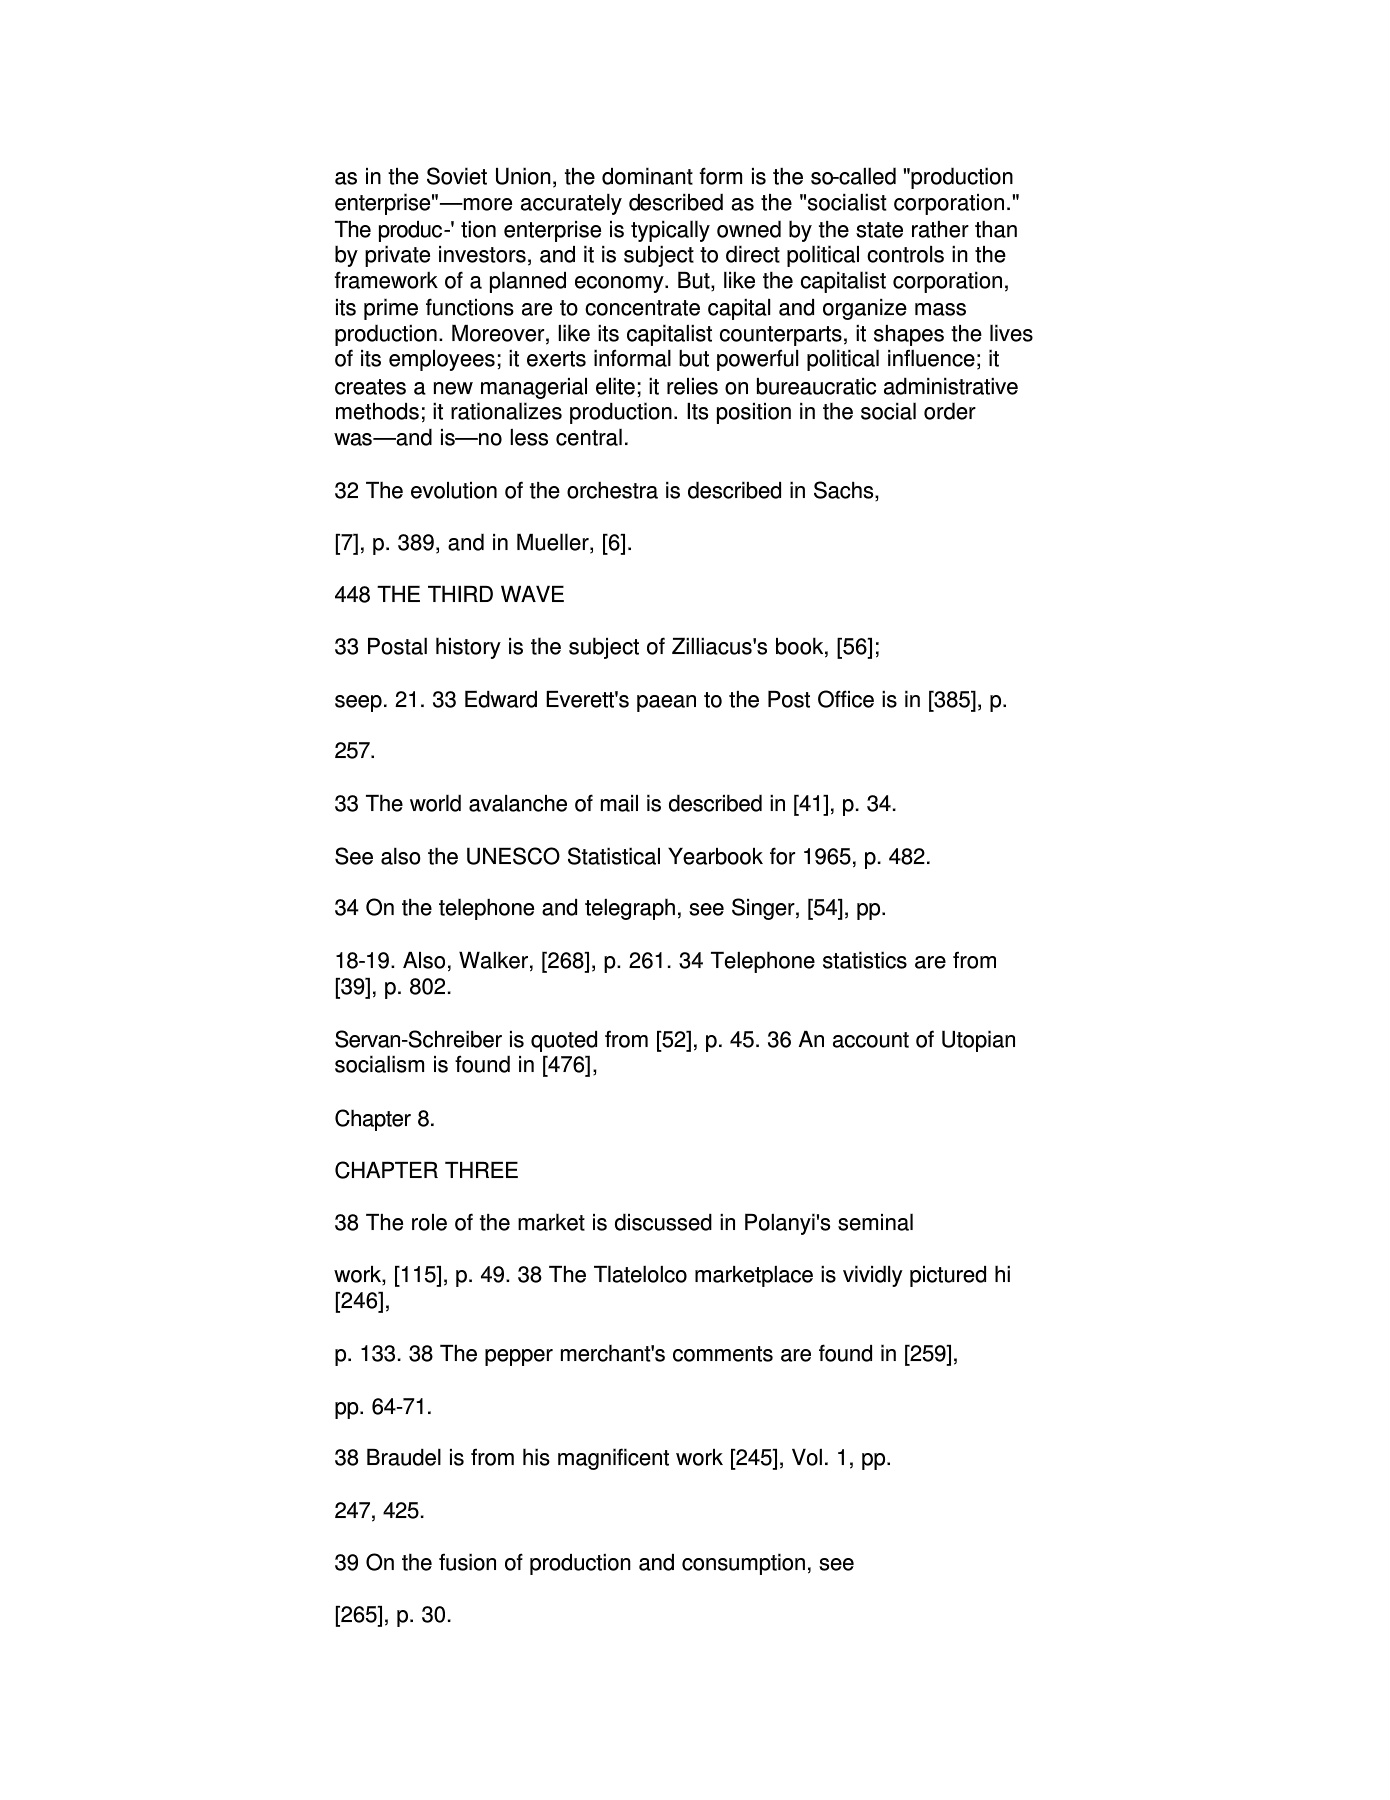 as in the Soviet Union, the dominant form is the so-called "production
enterprise"—more accurately described as the "socialist corporation."
The produc-' tion enterprise is typically owned by the state rather than
by private investors, and it is subject to direct political controls in the
framework of a planned economy. But, like the capitalist corporation,
its prime functions are to concentrate capital and organize mass
production. Moreover, like its capitalist counterparts, it shapes the lives
of its employees; it exerts informal but powerful political influence; it
creates a new managerial elite; it relies on bureaucratic administrative
methods; it rationalizes production. Its position in the social order
was—and is—no less central.
32 The evolution of the orchestra is described in Sachs,
[7], p. 389, and in Mueller, [6].
448 THE THIRD WAVE
33 Postal history is the subject of Zilliacus's book, [56];
seep. 21. 33 Edward Everett's paean to the Post Office is in [385], p.
257.
33 The world avalanche of mail is described in [41], p. 34.
See also the UNESCO Statistical Yearbook for 1965, p. 482.
34 On the telephone and telegraph, see Singer, [54], pp.
18-19. Also, Walker, [268], p. 261. 34 Telephone statistics are from
[39], p. 802.
Servan-Schreiber is quoted from [52], p. 45. 36 An account of Utopian
socialism is found in [476],
Chapter 8.
CHAPTER THREE
38 The role of the market is discussed in Polanyi's seminal
work, [115], p. 49. 38 The Tlatelolco marketplace is vividly pictured hi
[246],
p. 133. 38 The pepper merchant's comments are found in [259],
pp. 64-71.
38 Braudel is from his magnificent work [245], Vol. 1, pp.
247, 425.
39 On the fusion of production and consumption, see
[265], p. 30.